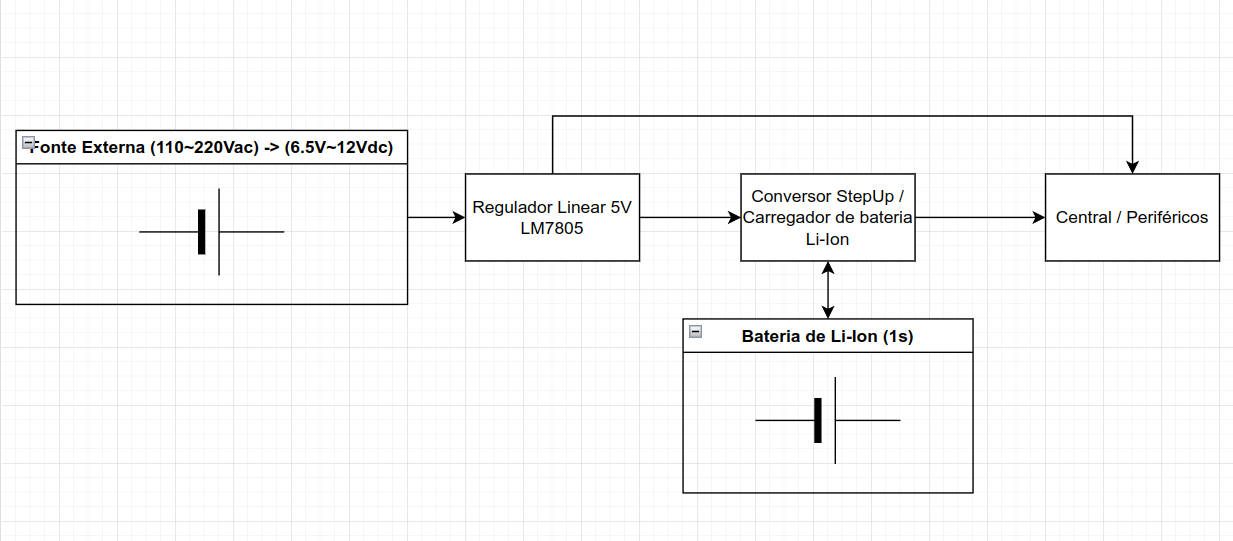 Fonte Externa (110~220Vac) -> (6.5V~12Vdc)
Regulador Linear 5V
LM7805
Conversor StepUp /
Carregador de bateria
Li-Ion
Central / Periféricos
Bateria de Li-Ion (1s)